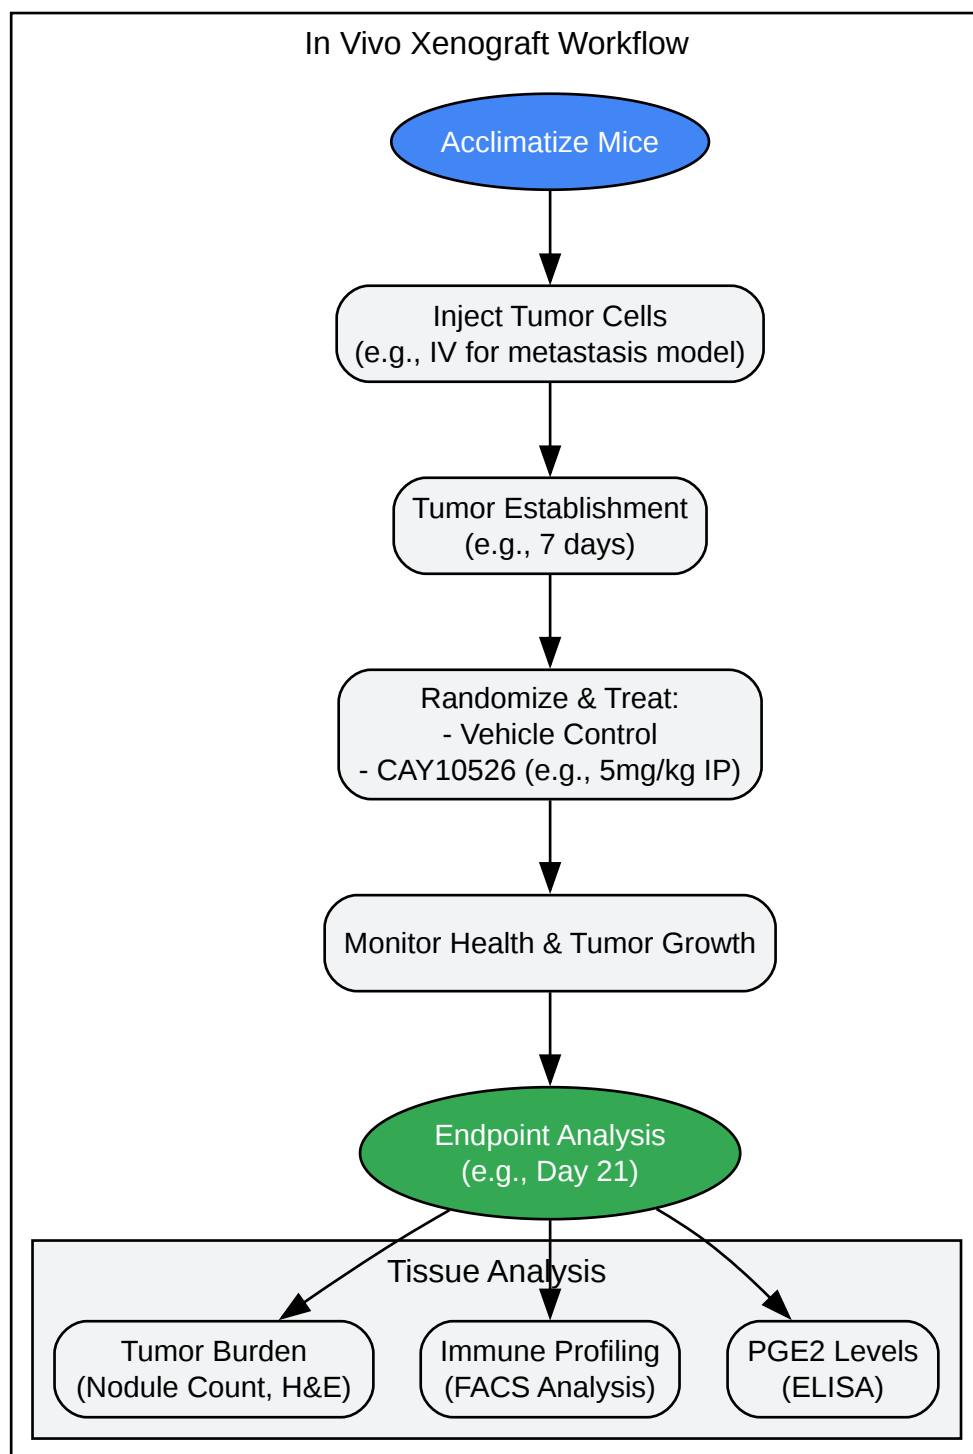 In Vivo Xenograft Workflow
Acclimatize Mice
Inject Tumor Cells
(e.g., IV for metastasis model)
Tumor Establishment
(e.g., 7 days)
Randomize & Treat:
- Vehicle Control
- CAY10526 (e.g., 5mg/kg IP)
Monitor Health & Tumor Growth
Endpoint Analysis
(e.g., Day 21)
Tissue Analysis
Tumor Burden
(Nodule Count, H&E)
Immune Profiling
(FACS Analysis)
PGE2 Levels
(ELISA)